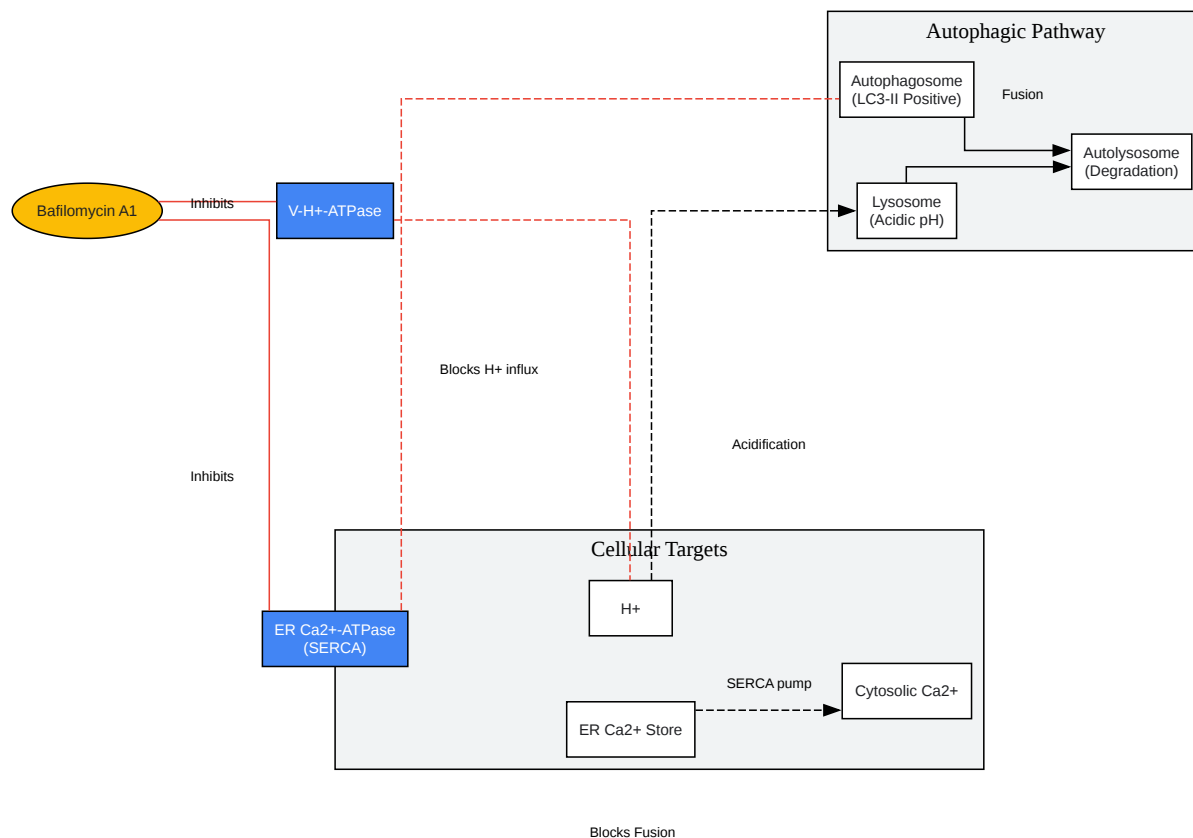 Autophagic Pathway
Autophagosome
(LC3-II Positive)
Fusion
Autolysosome
(Degradation)
Bafilomycin A1
Inhibits
V-H+-ATPase
Lysosome
(Acidic pH)
Blocks H+ influx
Acidification
Inhibits
Cellular Targets
H+
ER Ca2+-ATPase
(SERCA)
SERCA pump
Cytosolic Ca2+
ER Ca2+ Store
Blocks Fusion